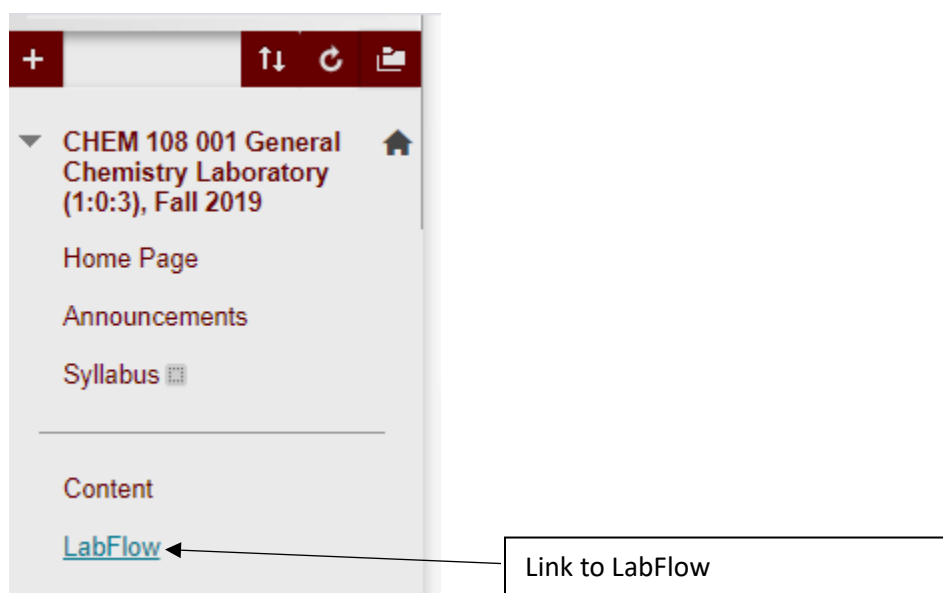 CHEM 108 001 General
Chemistry Laboratory
(1:0:3), Fall 2019
Home Page
Announcements
Syllabus
Content
LabFlow
Link to LabFlow